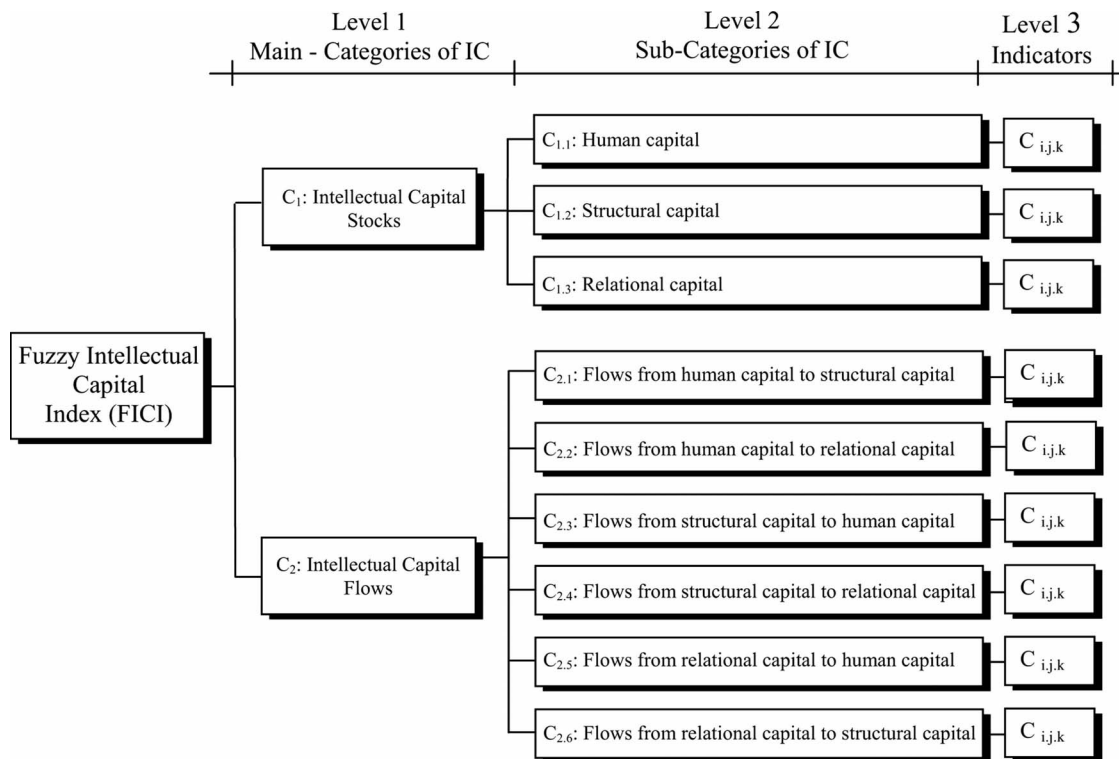 Level 1
Main - Categories of IC
Level 2
Sub-Categories of IC
Level 3
Indicators
Fuzzy Intellectual
Capital
Index (FICI)
C1: Intellectual Capital
Stocks
C1.1: Human capital
C i.j.k
C1.2: Structural capital
C i.j.k
C1.3: Relational capital
C i.j.k
C2: Intellectual Capital
Flows
C2.1: Flows from human capital to structural capital
C i.j.k
C2.2: Flows from human capital to relational capital
C i.j.k
C2.3: Flows from structural capital to human capital
C i.j.k
C2.4: Flows from structural capital to relational capital
C i.j.k
C2.5: Flows from relational capital to human capital
C i.j.k
C2.6: Flows from relational capital to structural capital
C i.j.k